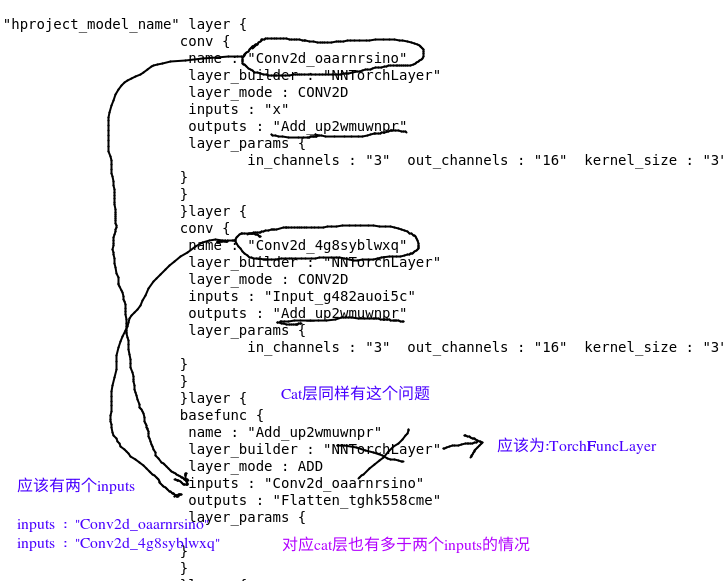 "hproject_model_name" layer {
conv {
name : "Conv2d_oaarnrsino"
layer_builder : "NNTorchLayer"
layer_mode : CONV2D
inputs : "x"
outputs : "Add_up2wmuwnpr"
layer_params {
in_channels : "3"  out_channels : "16"  kernel_size : "3'
}
}
}layer {
conv {
name : "Conv2d_4g8syblwxq"
layer_builder : "NNTorchLayer"
layer_mode : CONV2D
inputs : "Input_g482auoi5c"
outputs : "Add_up2wmuwnpr"
layer_params {
in_channels : "3"  out_channels : "16"  kernel_size : "3'
}
}
}layer {
Cat层同样有这个问题
basefunc {
name : "Add_up2wmuwnpr"
layer_builder : "NNTorchLayer"
应该为:TorchFuncLayer
layer_mode : ADD
inputs : "Conv2d_oaarnrsino"
应该有两个inputs
outputs : "Flatten_tghk558cme"
layer_params {
inputs : "Conv2d_oaarnrsino"
inputs : "Conv2d_4g8syblwxq"
对应cat层也有多于两个inputs的情况
}
}
}layer {